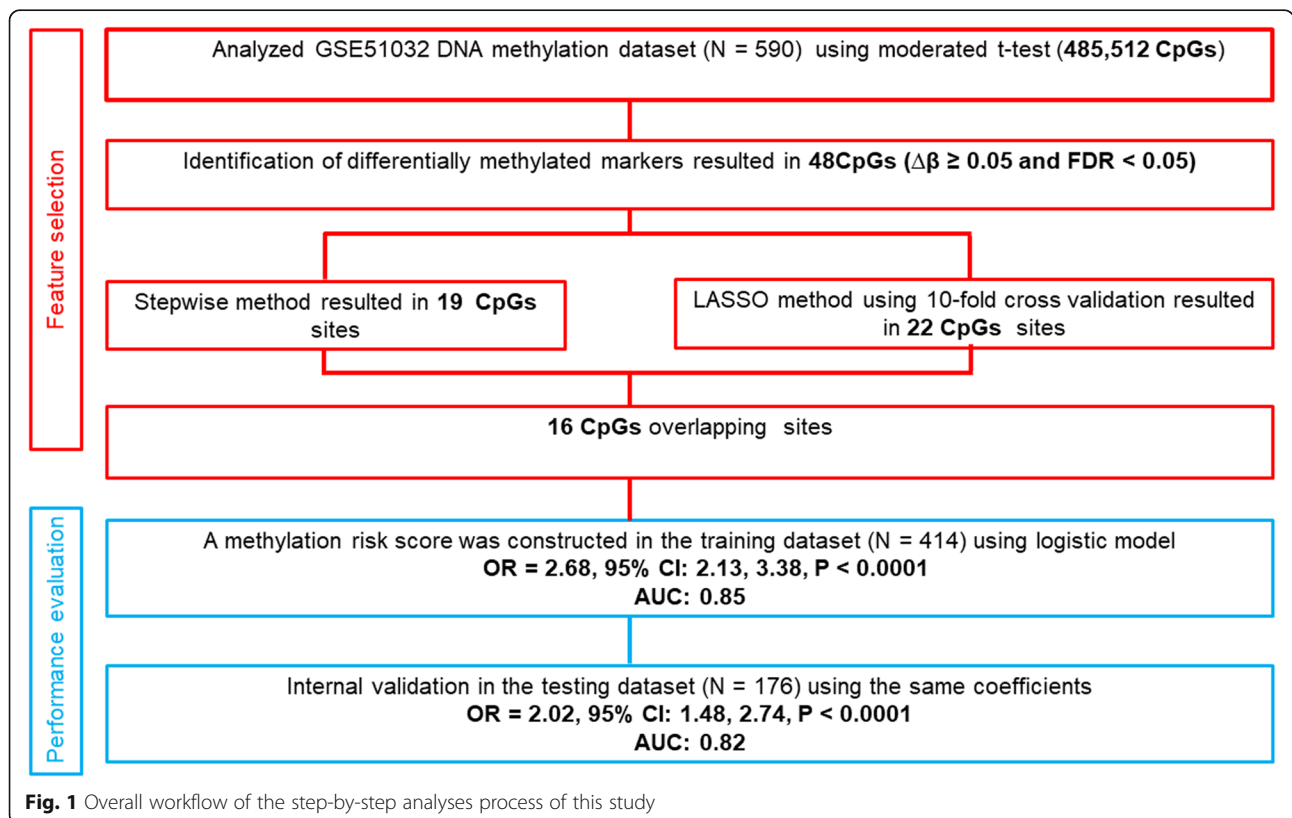 Feature selection
Analyzed GSE51032 DNA methylation dataset (N = 590) using moderated t-test (485,512 CpGs)
Identification of differentially methylated markers resulted in 48CpGs (Δβ ≥ 0.05 and FDR < 0.05)
Stepwise method resulted in 19 CpGs
sites
LASSO method using 10-fold cross validation resulted
in 22 CpGs sites
16 CpGs overlapping sites
Performance evaluation
A methylation risk score was constructed in the training dataset (N = 414) using logistic model
OR = 2.68, 95% CI: 2.13, 3.38, P < 0.0001
AUC: 0.85
Internal validation in the testing dataset (N = 176) using the same coefficients
OR = 2.02, 95% CI: 1.48, 2.74, P < 0.0001
AUC: 0.82
Fig. 1 Overall workflow of the step-by-step analyses process of this study